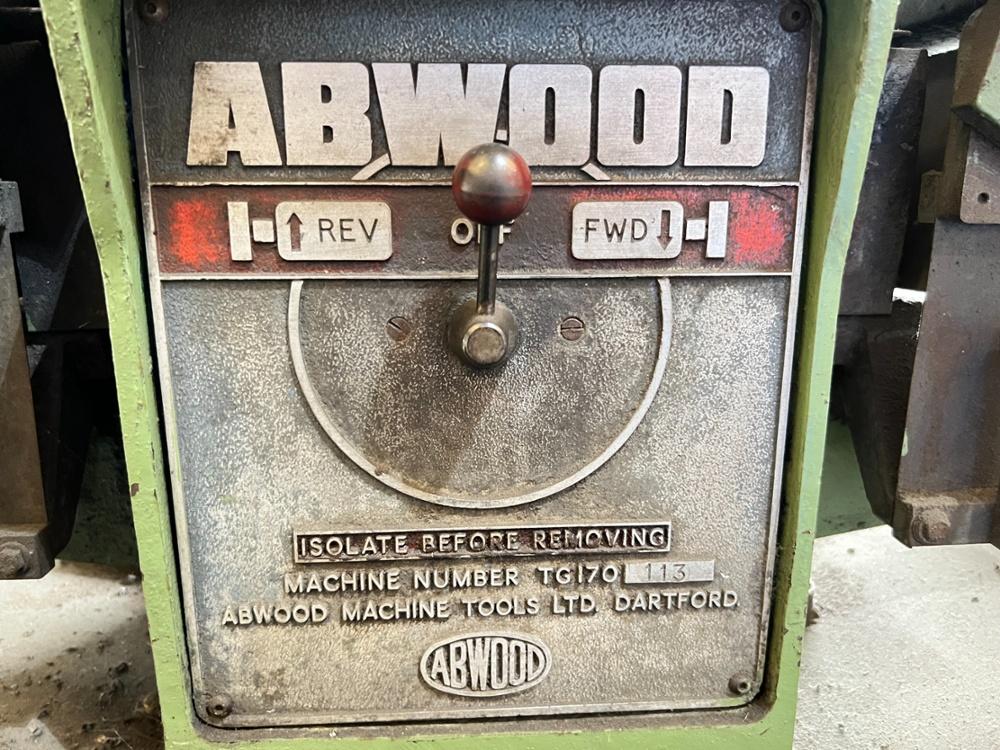 ABWOOD
REV OFF FWD
ISOLATE BEFORE REMOVING
MACHINE NUMBER TG170 113
ABWOOD MACHINE TOOLS LTD. DARTFORD.
ABWOOD